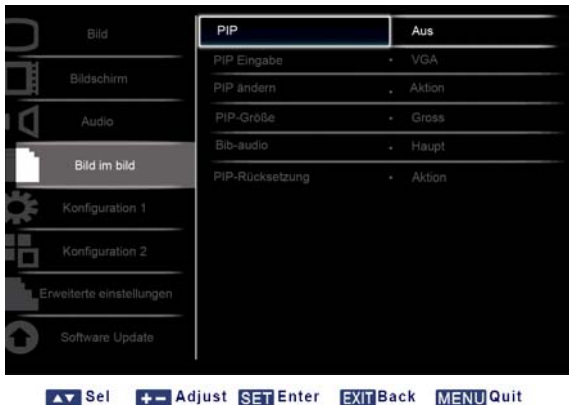 Bild
Bildschirm
Audio
Bild im bild
Konfiguration 1
Konfiguration 2
Erweiterte einstellungen
Software Update
PIP Aus
PIP Eingabe VGA
PIP ändern Aktion
PIP-Größe Gross
Bib-audio Haupt
PIP-Rücksetzung Aktion
Sel Adjust SET Enter EXIT Back MENU Quit